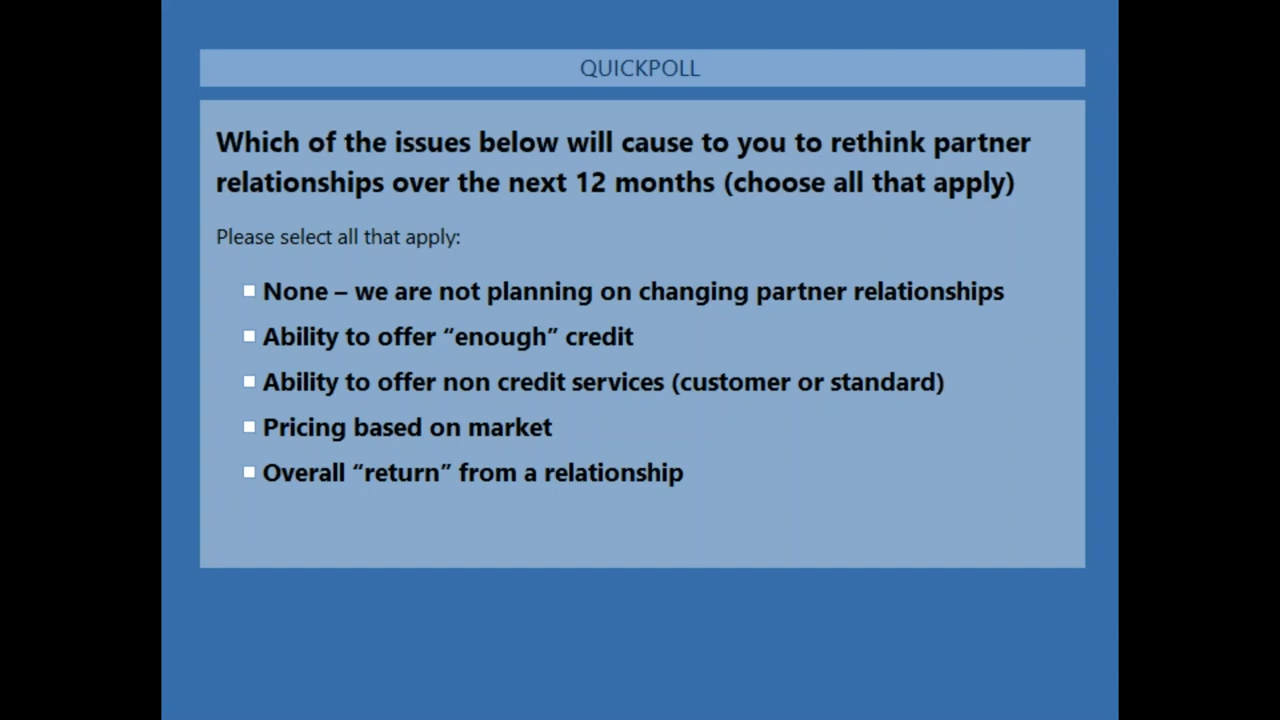 QUICKPOLL
Which of the issues below will cause to you to rethink partner
relationships over the next 12 months (choose all that apply)
Please select all that apply:
None – we are not planning on changing partner relationships
Ability to offer “enough” credit
Ability to offer non credit services (customer or standard)
Pricing based on market
Overall “return” from a relationship